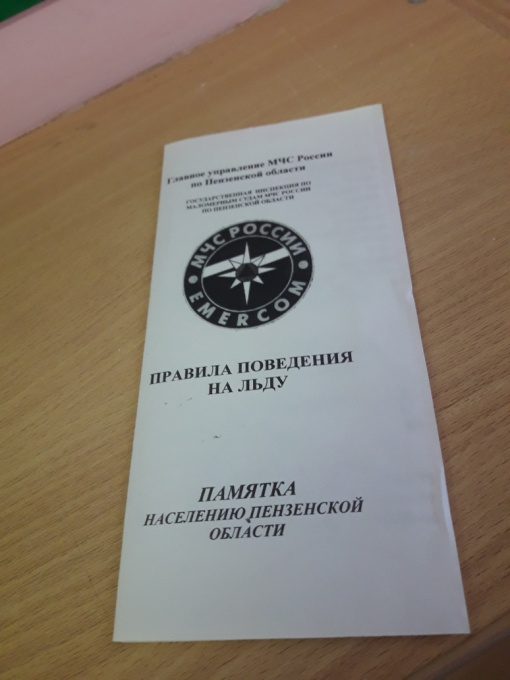 Главное управление МЧС России
по Пензенской области
ГОСУДАРСТВЕННАЯ ИНСПЕКЦИЯ ПО
МАЛОМЕРНЫМ СУДАМ МЧС РОССИИ
ПО ПЕНЗЕНСКОЙ ОБЛАСТИ
МЧС РОССИИ
EMERCOM
ПРАВИЛА ПОВЕДЕНИЯ
НА ЛЬДУ
ПАМЯТКА
НАСЕЛЕНИЮ ПЕНЗЕНСКОЙ
ОБЛАСТИ